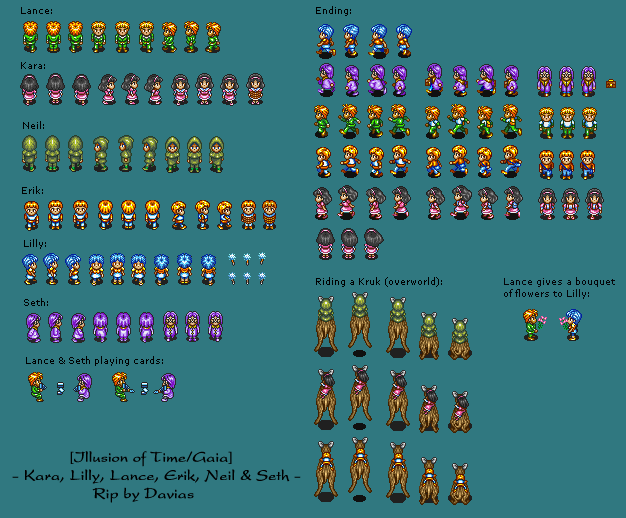 Lance:
Kara:
Neil:
Erik:
Lilly:
Seth:
Lance & Seth playing cards:
[Illusion of Time/Gaia]
- Kara, Lilly, Lance, Erik, Neil & Seth -
Rip by Davias
Ending:
Riding a Kruk (overworld):
Lance gives a bouquet
of flowers to Lilly: